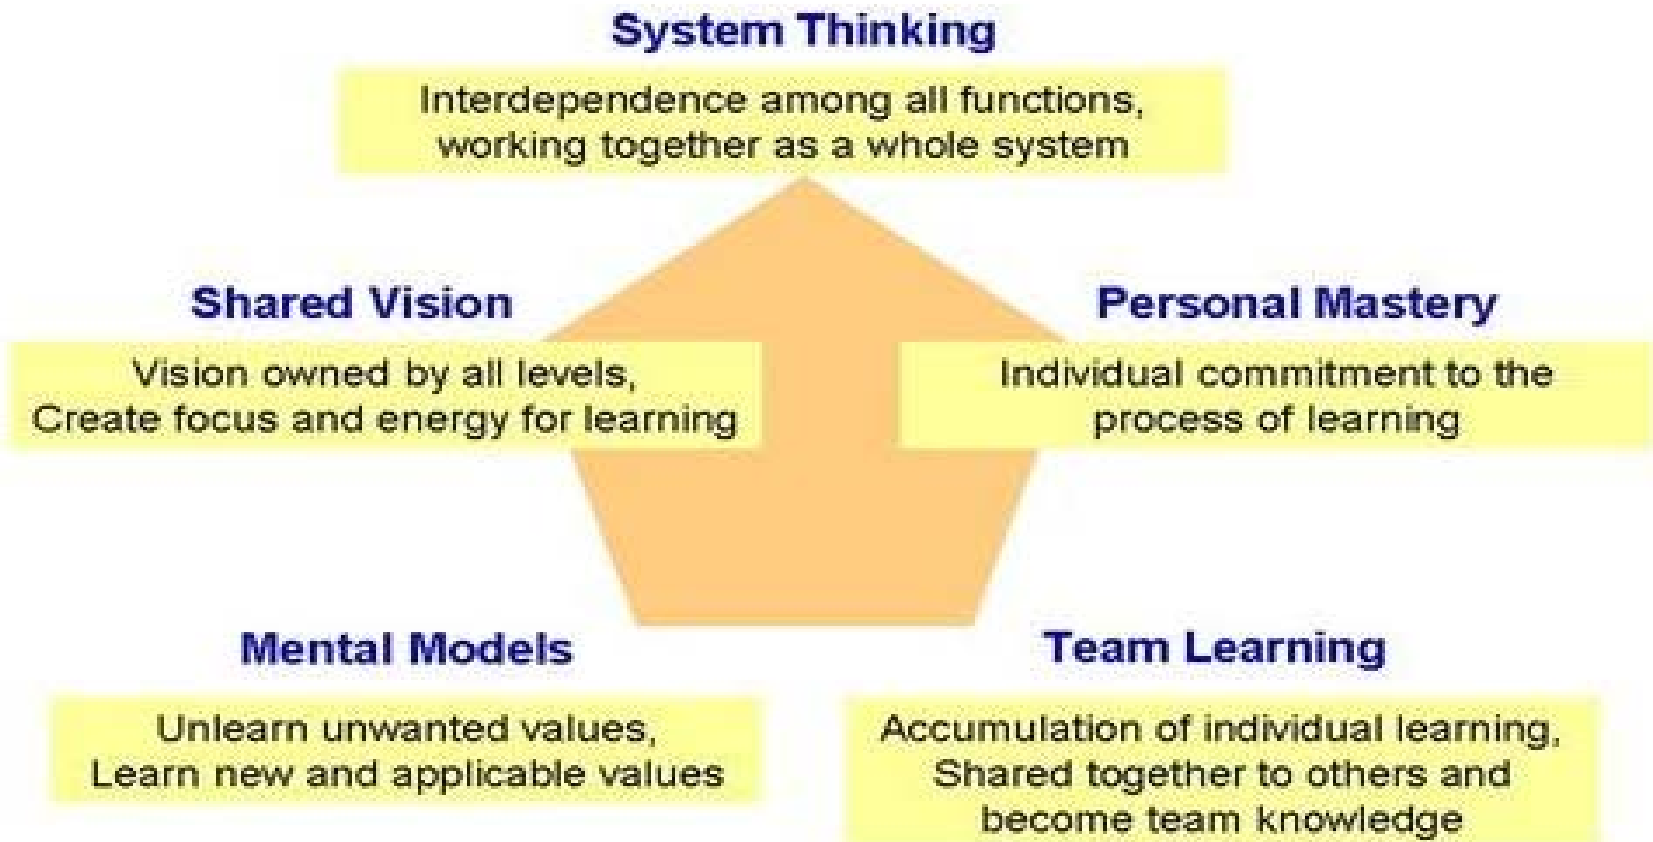 System Thinking
Interdependence among all functions,
working together as a whole system
Shared Vision
Vision owned by all levels,
Create focus and energy for learning
Personal Mastery
Individual commitment to the
process of learning
Mental Models
Unlearn unwanted values,
Learn new and applicable values
Team Learning
Accumulation of individual learning,
Shared together to others and
become team knowledge